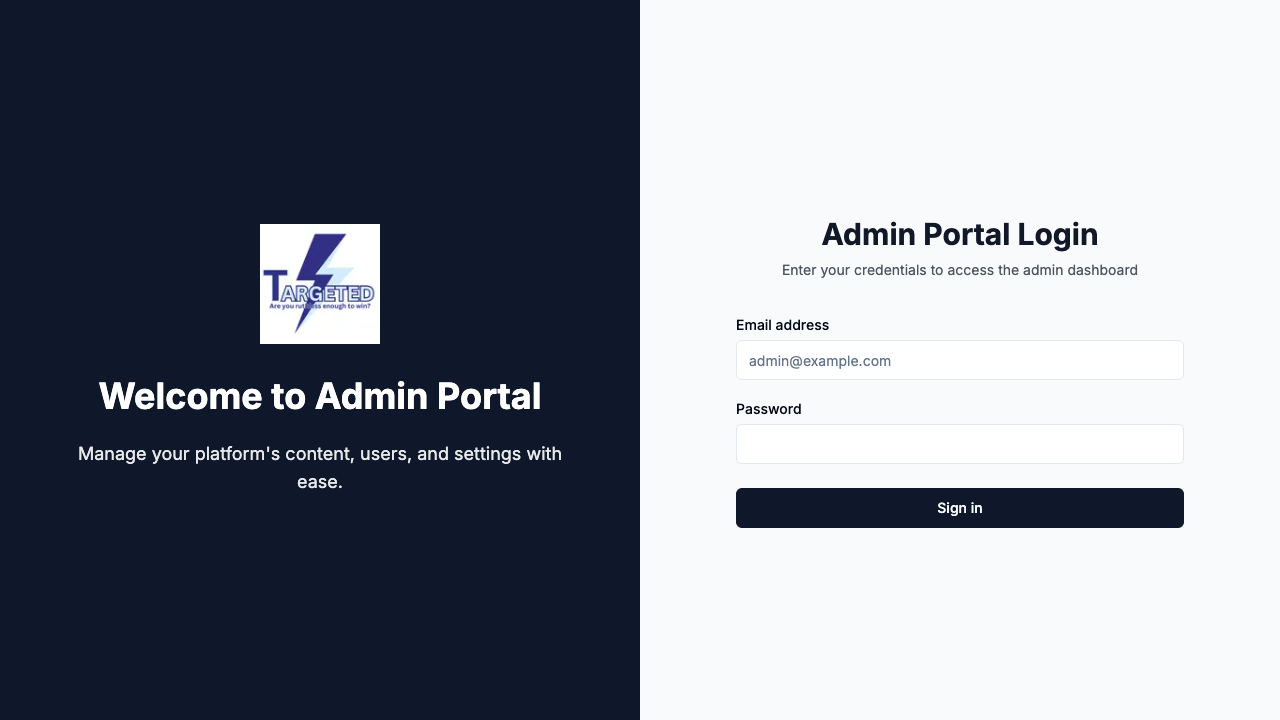 TARGETED
Are you ruthless enough to win?
Welcome to Admin Portal
Manage your platform's content, users, and settings with
ease.
Admin Portal Login
Enter your credentials to access the admin dashboard
Email address
admin@example.com
Password
Sign in